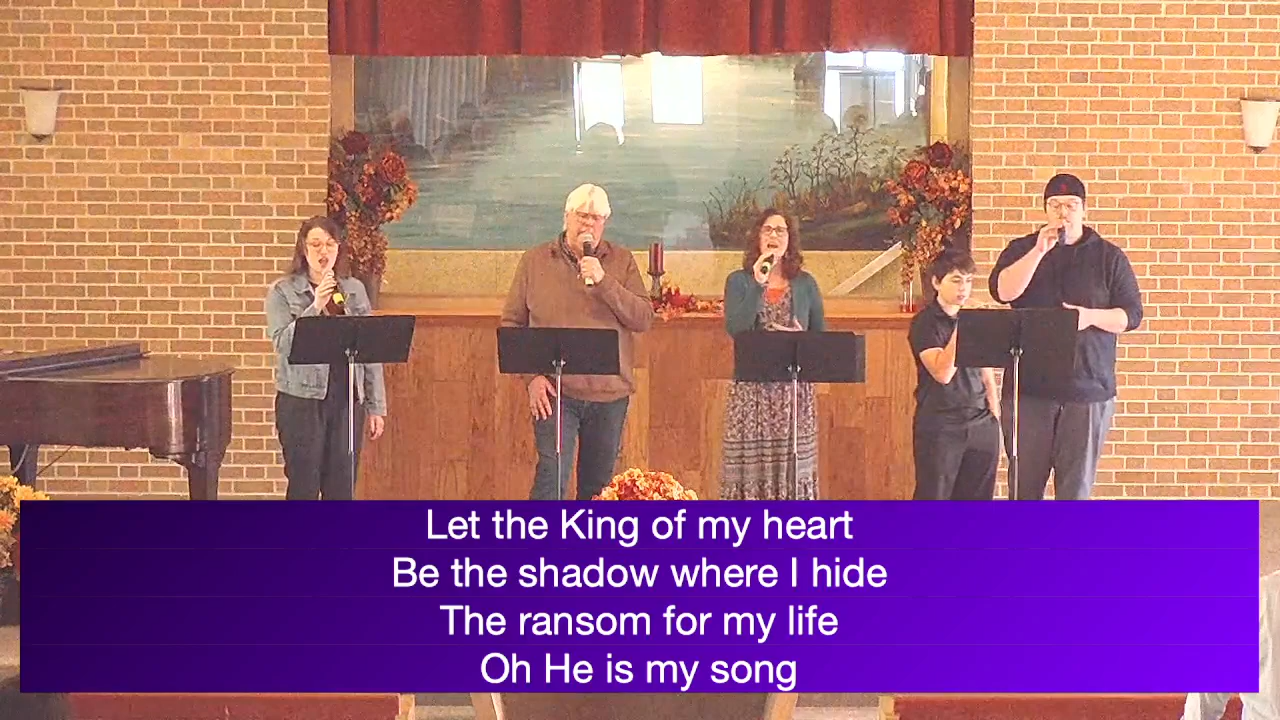 Let the King of my heart
Be the shadow where I hide
The ransom for my life
Oh He is my song